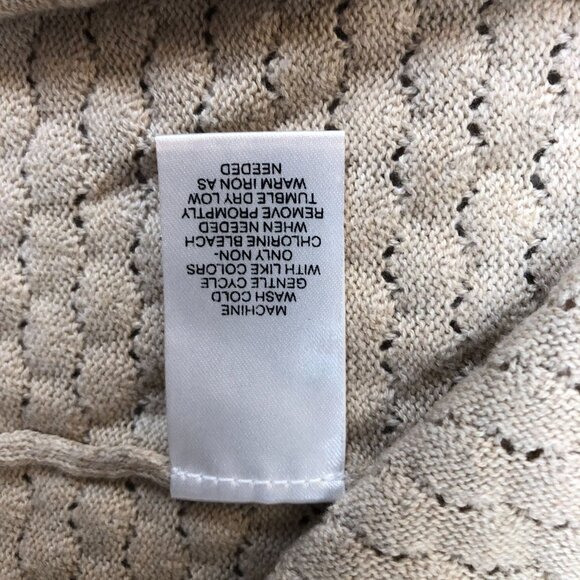 MACHINE
WASH COLD
GENTLE CYCLE
WITH LIKE COLORS
ONLY NON-
CHLORINE BLEACH
WHEN NEEDED
REMOVE PROMPTLY
TUMBLE DRY LOW
WARM IRON AS
NEEDED